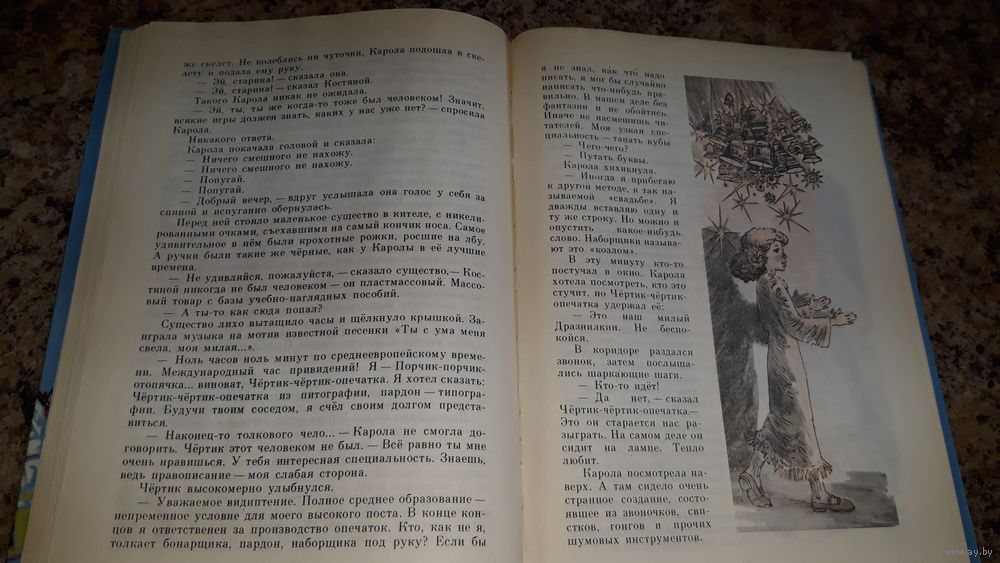 же скелет. Не колеблясь ни чуточки, Карола подошла к ске-
лету и подала ему руку.
— Эй, старина! — сказала она.
— Эй, старина! — сказал Костяной.
Такого Карола никак не ожидала.
— Эй, ты, ты же когда-то тоже был человеком! Значит,
всякие игры должен знать, каких у нас уже нет? — спросила
Карола.
Никакого ответа.
Карола покачала головой и сказала:
— Ничего смешного не нахожу.
— Ничего смешного не нахожу.
— Попугай.
— Попугай.
— Добрый вечер, — вдруг услышала она голос у себя за
спиной и испуганно обернулась.
Перед ней стояло маленькое существо в кителе, с никели-
рованными очками, съехавшими на самый кончик носа. Самое
удивительное в нём были крохотные рожки, росшие на лбу.
А ручки были такие же чёрные, как у Каролы в её лучшие
времена.
— Не удивляйся, пожалуйста, — сказало существо, — Кос-
тяной никогда не был человеком — он пластмассовый. Массо-
вый товар с базы учебно-наглядных пособий.
— А ты-то как сюда попал?
Существо лихо вытащило часы и щёлкнуло крышкой. За-
играла музыка на мотив известной песенки «Ты с ума меня
свела, моя милая...».
— Ноль часов ноль минут по среднеевропейскому време-
ни. Международный час привидений! Я — Порчик-порчик-
отопячка... виноват, Чёртик-чёртик-опечатка. Я хотел сказать:
Чёртик-чёртик-опечатка из питографии, пардон — типогра-
фии. Будучи твоим соседом, я счёл своим долгом предста-
виться.
— Наконец-то толкового чело... — Карола не смогла до-
говорить. Чёртик этот человеком не был. — Всё равно ты мне
очень нравишься. У тебя интересная специальность. Знаешь,
ведь правописание — моя слабая сторона.
Чёртик высокомерно улыбнулся.
— Уважаемое видиптение. Полное среднее образование —
непременное условие для моего высокого поста. В конце кон-
цов я ответственен за производство опечаток. Кто, как не я,
толкает бонарщика, пардон, наборщика под руку? Если бы
я не знал, как это надо
писать, я мог бы случайно
написать что-нибудь пра-
вильно. В нашем деле без
фантазии и не обойтись.
Иначе не насмешишь чи-
тателей. Моя узкая спе-
циальность — тапать кубы
— Чего-чего?
— Путать буквы.
Карола хихикнула.
— Иногда я прибегаю
к другой методе, к так на-
зываемой «свадьбе». Я
дважды вставляю одну и
ту же строку. Но можно и
опустить какое-нибудь
слово. Наборщики называ-
ют это «козлом».
В эту минуту кто-то
постучал в окно. Карола
хотела посмотреть, кто это
стучит, но Чёртик-чёртик-
опечатка удержал её:
— Это наш милый
Дразнилкин. Не беспо-
койся.
В коридоре раздался
звонок, затем послыша-
лись шаркающие шаги.
— Кто-то идёт!
— Да нет, — сказал
Чёртик-чёртик-опечатка.—
Это он старается нас ра-
зыграть. На самом деле он
сидит на лампе. Тепло
любит.
Карола посмотрела на-
верх. А там сидело очень
странное создание, состо-
явшее из звоночков, сви-
стков, гонгов и прочих
шумовых инструментов.
www.ay.by